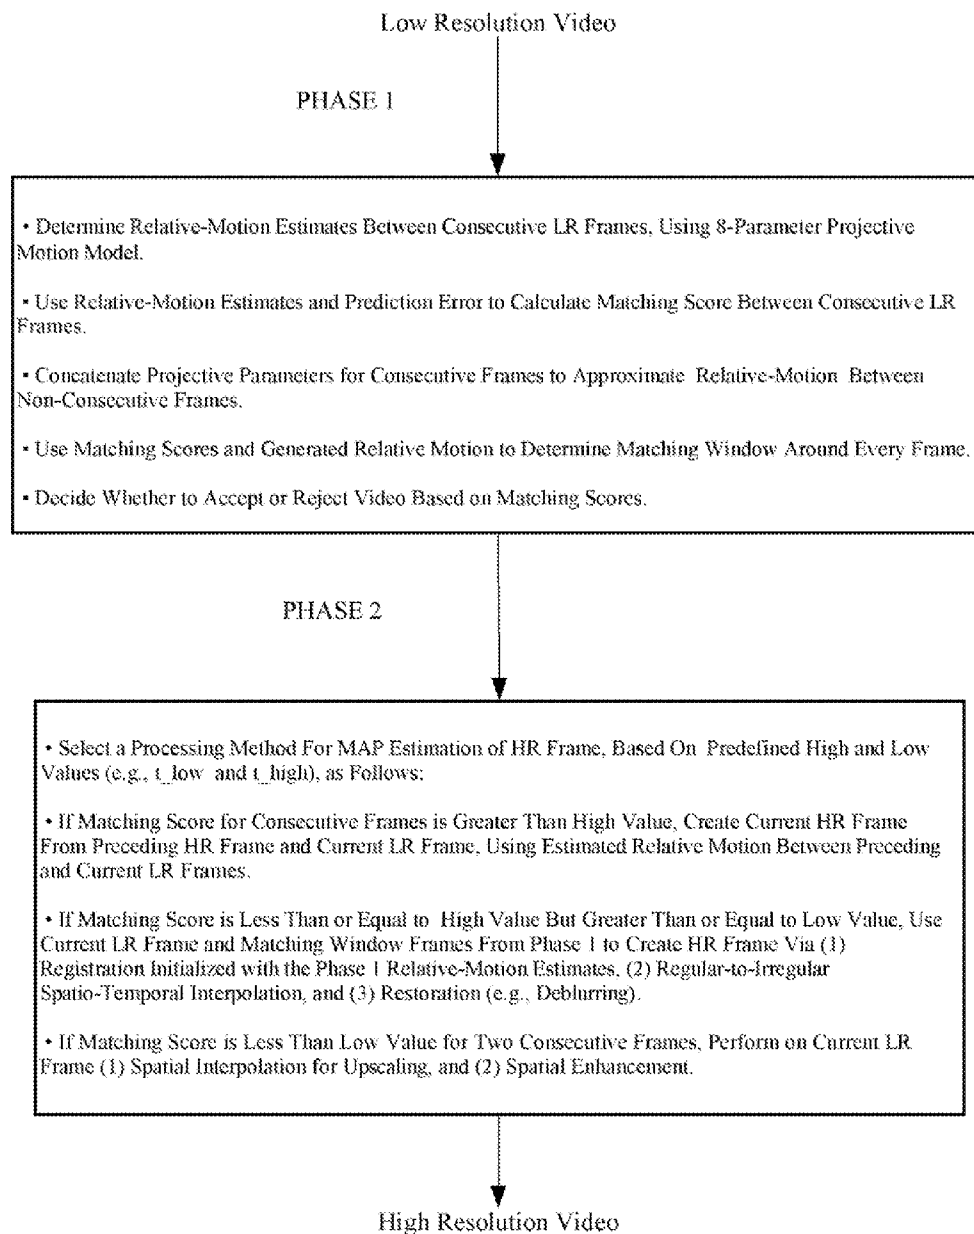 Low Resolution Video
PHASE 1
• Determine Relative-Motion Estimates Between Consecutive LR Frames, Using 8-Parameter Projective
Motion Model.
• Use Relative-Motion Estimates and Prediction Error to Calculate Matching Score Between Consecutive LR
Frames.
• Concatenate Projective Parameters for Consecutive Frames to Approximate Relative-Motion Between
Non-Consecutive Frames.
• Use Matching Scores and Generated Relative Motion to Determine Matching Window Around Every Frame.
• Decide Whether to Accept or Reject Video Based on Matching Scores.
PHASE 2
• Select a Processing Method For MAP Estimation of HR Frame, Based On Predefined High and Low
Values (e.g., t_low and t_high), as Follows:
• If Matching Score for Consecutive Frames is Greater Than High Value, Create Current HR Frame
From Preceding HR Frame and Current LR Frame, Using Estimated Relative Motion Between Preceding
and Current LR Frames.
• If Matching Score is Less Than or Equal to High Value But Greater Than or Equal to Low Value, Use
Current LR Frame and Matching Window Frames From Phase 1 to Create HR Frame Via (1)
Registration Initialized with the Phase 1 Relative-Motion Estimates, (2) Regular-to-Irregular
Spatio-Temporal Interpolation, and (3) Restoration (e.g., Deblurring).
• If Matching Score is Less Than Low Value for Two Consecutive Frames, Perform on Current LR
Frame (1) Spatial Interpolation for Upscaling, and (2) Spatial Enhancement.
High Resolution Video